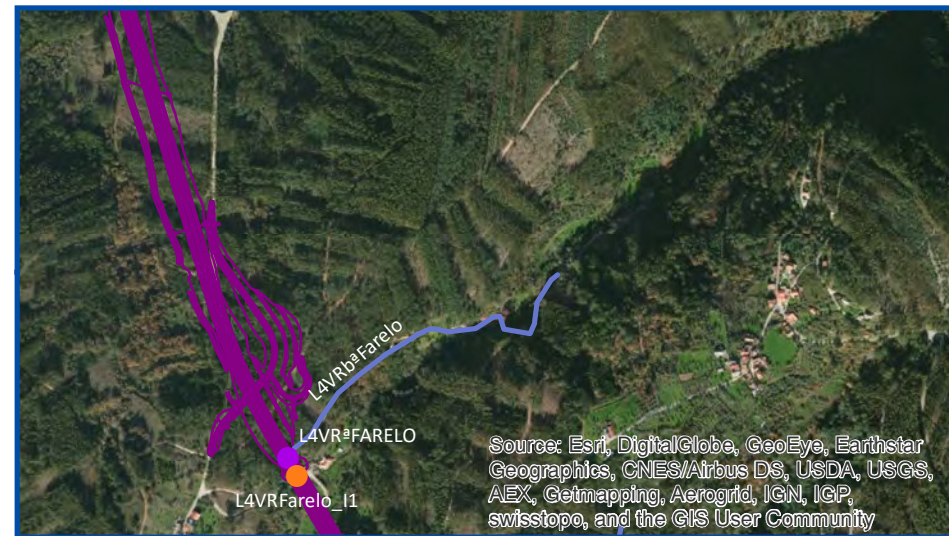 L4VRbªFarelo
L4VRªFARELO
L4VRFarelo_I1
Source: Esri, DigitalGlobe, GeoEye, Earthstar
Geographics, CNES/Airbus DS, USDA, USGS,
AEX, Getmapping, Aerogrid, IGN, IGP,
swisstopo, and the GIS User Community